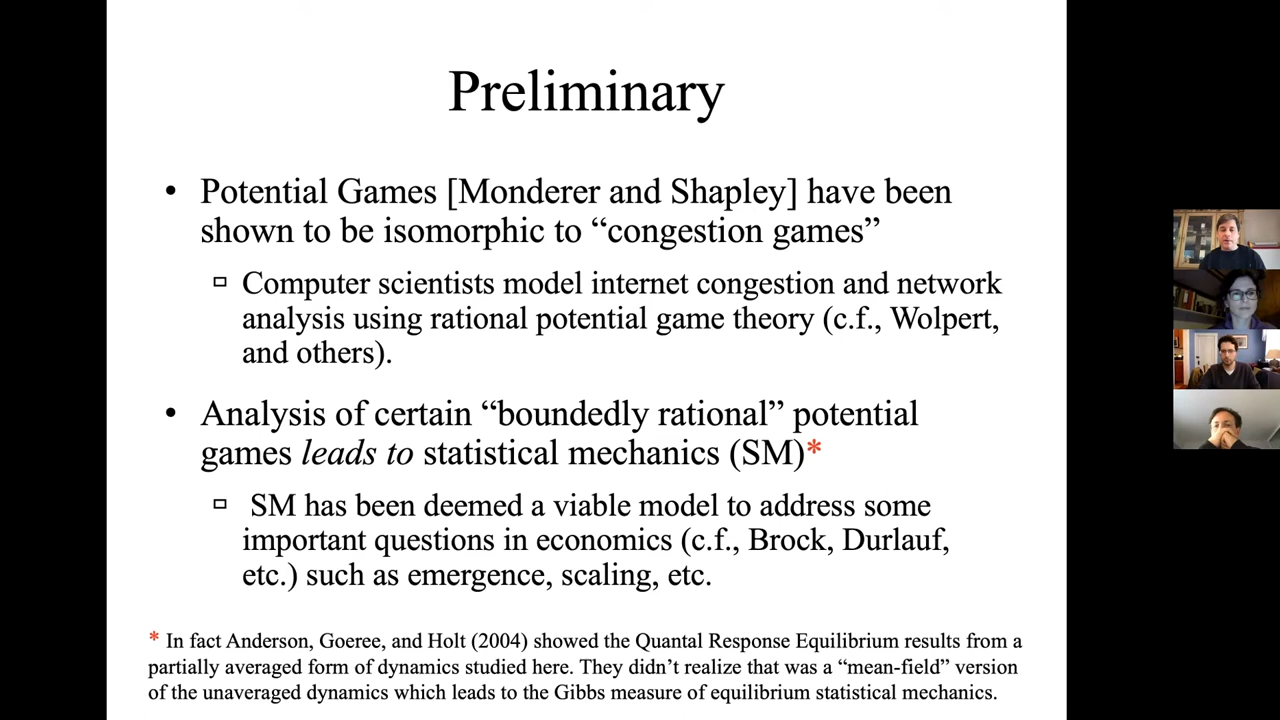 Preliminary
• Potential Games [Monderer and Shapley] have been
shown to be isomorphic to “congestion games”
▫ Computer scientists model internet congestion and network
analysis using rational potential game theory (c.f., Wolpert,
and others).
• Analysis of certain “boundedly rational” potential
games leads to statistical mechanics (SM)*
▫ SM has been deemed a viable model to address some
important questions in economics (c.f., Brock, Durlauf,
etc.) such as emergence, scaling, etc.
* In fact Anderson, Goeree, and Holt (2004) showed the Quantal Response Equilibrium results from a
partially averaged form of dynamics studied here. They didn’t realize that was a “mean-field” version
of the unaveraged dynamics which leads to the Gibbs measure of equilibrium statistical mechanics.